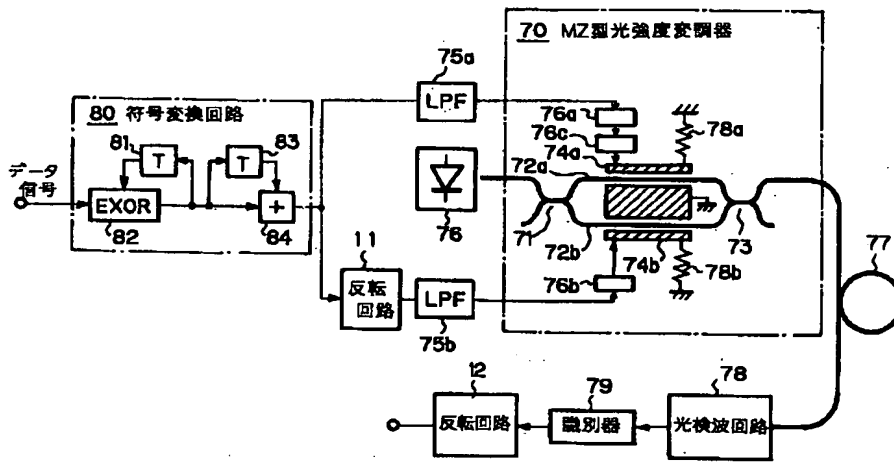 70 MZ型光強度変調器
75a
LPF
80 符号変換回路
81
T
T
83
データ
信号
EXOR
82
+
84
76
76a
76c
74a
72a
78a
71
73
72b
74b
76b
78b
77
11
反転
回路
LPF
75b
12
反転回路
79
識別器
78
光検波回路